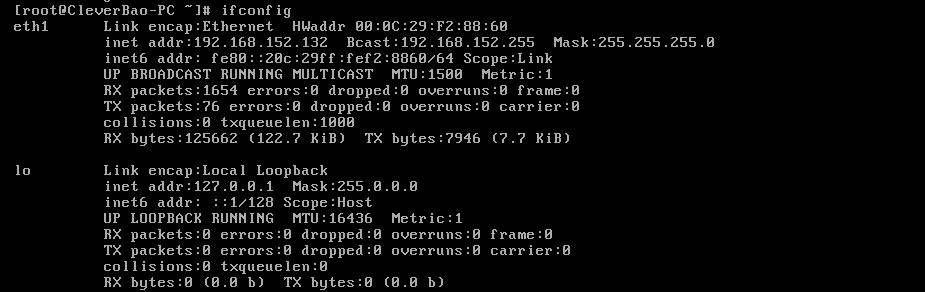 [root@CleverBao-PC ~]# ifconfig
eth1      Link encap:Ethernet  HWaddr 00:0C:29:F2:88:60
          inet addr:192.168.152.132  Bcast:192.168.152.255  Mask:255.255.255.0
          inet6 addr: fe80::20c:29ff:fef2:8860/64 Scope:Link
          UP BROADCAST RUNNING MULTICAST  MTU:1500  Metric:1
          RX packets:1654 errors:0 dropped:0 overruns:0 frame:0
          TX packets:76 errors:0 dropped:0 overruns:0 carrier:0
          collisions:0 txqueuelen:1000
          RX bytes:125662 (122.7 KiB)  TX bytes:7946 (7.7 KiB)

lo        Link encap:Local Loopback
          inet addr:127.0.0.1  Mask:255.0.0.0
          inet6 addr: ::1/128 Scope:Host
          UP LOOPBACK RUNNING  MTU:16436  Metric:1
          RX packets:0 errors:0 dropped:0 overruns:0 frame:0
          TX packets:0 errors:0 dropped:0 overruns:0 carrier:0
          collisions:0 txqueuelen:0
          RX bytes:0 (0.0 b)  TX bytes:0 (0.0 b)